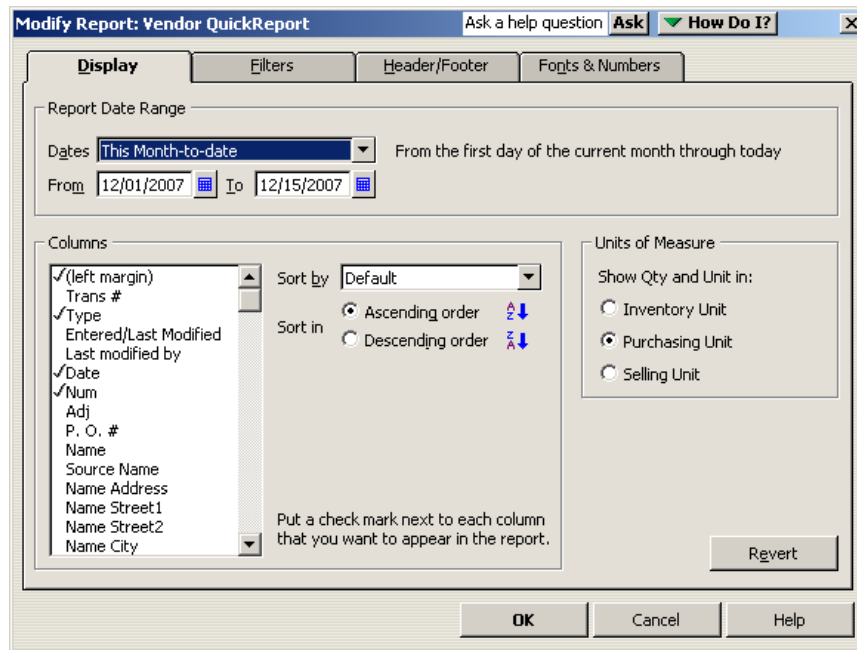 Modify Report: Vendor QuickReport Ask a help question Ask How Do I?
Display Filters Header/Footer Fonts & Numbers
Report Date Range
Dates This Month-to-date From the first day of the current month through today
From 12/01/2007 To 12/15/2007
Columns
(left margin)
Trans #
Type
Entered/Last Modified
Last modified by
Date
Num
Adj
P. O. #
Name
Source Name
Name Address
Name Street1
Name Street2
Name City
Sort by Default
Sort in
Ascending order
Descending order
A
Z
Z
A
Put a check mark next to each column
that you want to appear in the report.
Units of Measure
Show Qty and Unit in:
Inventory Unit
Purchasing Unit
Selling Unit
Revert
OK Cancel Help